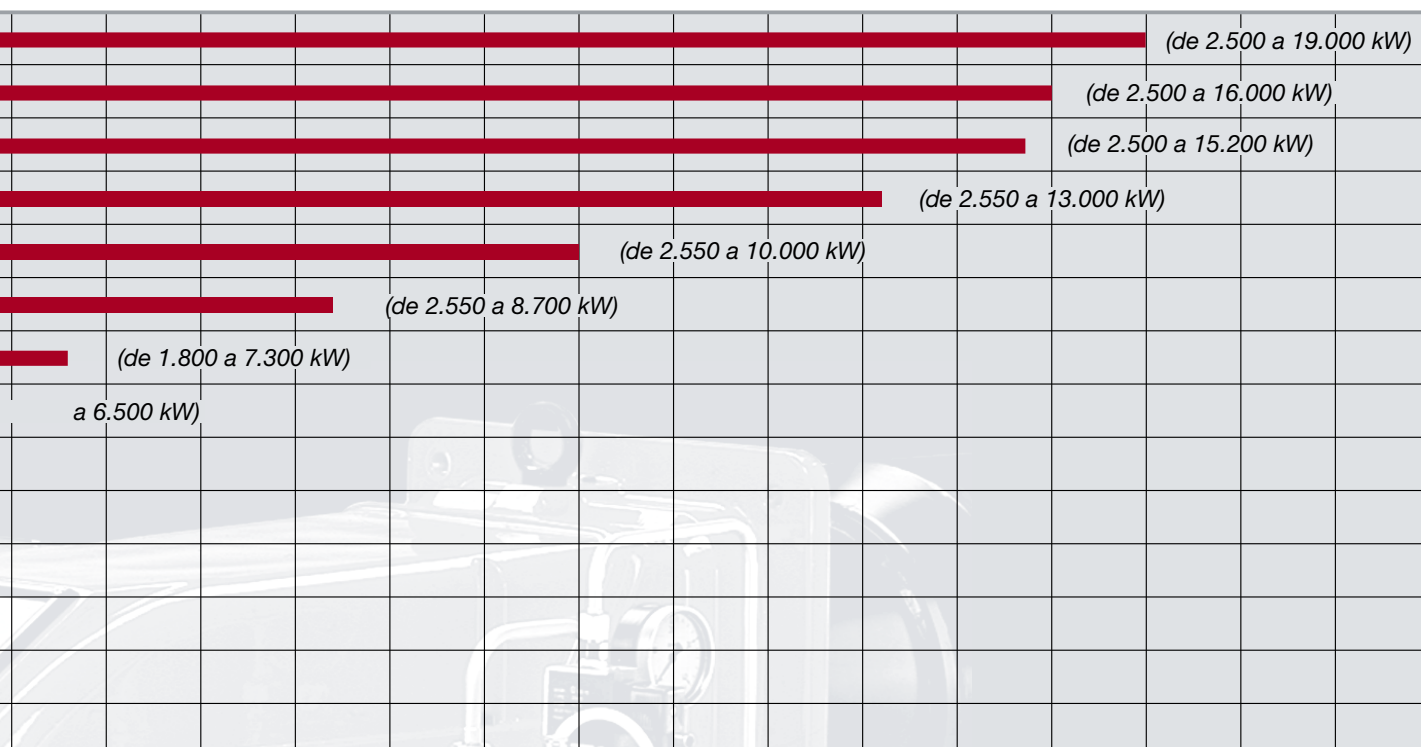 (de 2.500 a 19.000 kW)
(de 2.500 a 16.000 kW)
(de 2.500 a 15.200 kW)
(de 2.550 a 13.000 kW)
(de 2.550 a 10.000 kW)
(de 2.550 a 8.700 kW)
(de 1.800 a 7.300 kW)
a 6.500 kW)